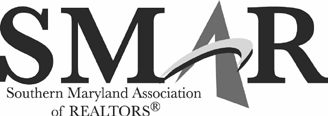 SMAR
Southern Maryland Association
of REALTORS®